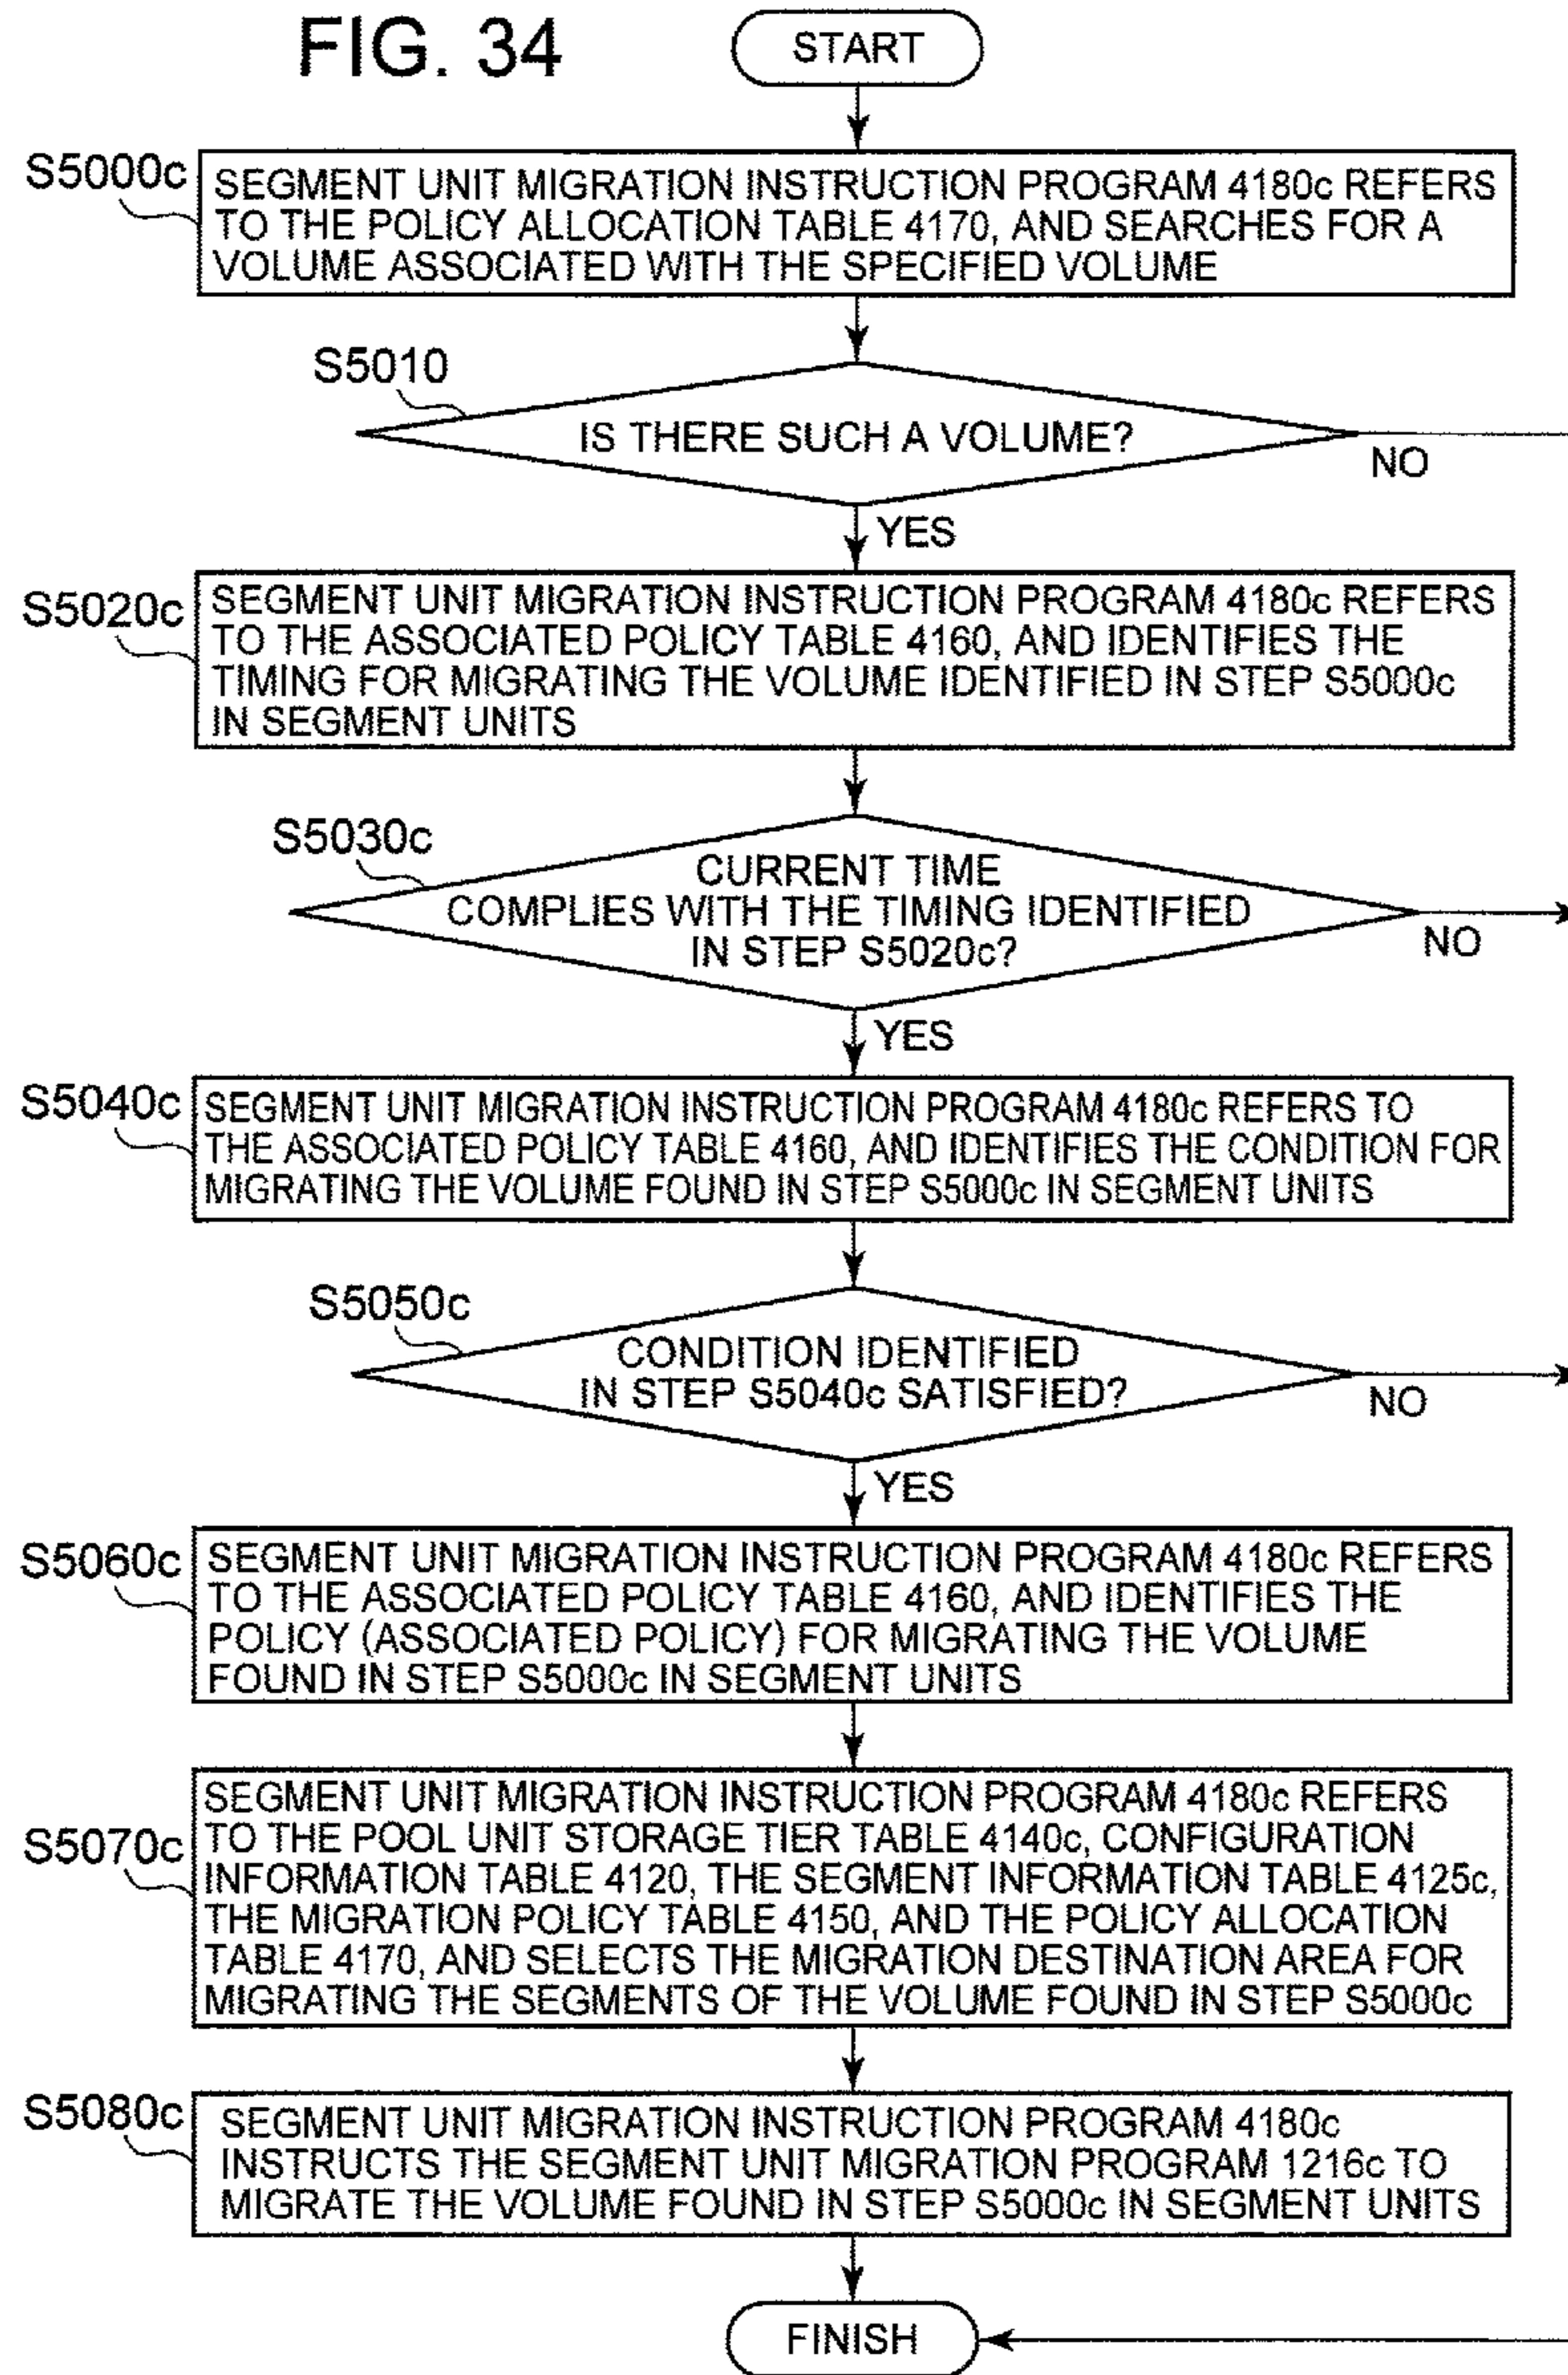 FIG. 34
START
S5000c
SEGMENT UNIT MIGRATION INSTRUCTION PROGRAM 4180c REFERS
TO THE POLICY ALLOCATION TABLE 4170, AND SEARCHES FOR A
VOLUME ASSOCIATED WITH THE SPECIFIED VOLUME
S5010
IS THERE SUCH A VOLUME?
NO
YES
S5020c
SEGMENT UNIT MIGRATION INSTRUCTION PROGRAM 4180c REFERS
TO THE ASSOCIATED POLICY TABLE 4160, AND IDENTIFIES THE
TIMING FOR MIGRATING THE VOLUME IDENTIFIED IN STEP S5000c
IN SEGMENT UNITS
S5030c
CURRENT TIME
COMPLIES WITH THE TIMING IDENTIFIED
IN STEP S5020c?
NO
YES
S5040c
SEGMENT UNIT MIGRATION INSTRUCTION PROGRAM 4180c REFERS TO
THE ASSOCIATED POLICY TABLE 4160, AND IDENTIFIES THE CONDITION FOR
MIGRATING THE VOLUME FOUND IN STEP S5000c IN SEGMENT UNITS
S5050c
CONDITION IDENTIFIED
IN STEP S5040c SATISFIED?
NO
YES
S5060c
SEGMENT UNIT MIGRATION INSTRUCTION PROGRAM 4180c REFERS
TO THE ASSOCIATED POLICY TABLE 4160, AND IDENTIFIES THE
POLICY (ASSOCIATED POLICY) FOR MIGRATING THE VOLUME
FOUND IN STEP S5000c IN SEGMENT UNITS
S5070c
SEGMENT UNIT MIGRATION INSTRUCTION PROGRAM 4180c REFERS
TO THE POOL UNIT STORAGE TIER TABLE 4140c, CONFIGURATION
INFORMATION TABLE 4120, THE SEGMENT INFORMATION TABLE 4125c,
THE MIGRATION POLICY TABLE 4150, AND THE POLICY ALLOCATION
TABLE 4170, AND SELECTS THE MIGRATION DESTINATION AREA FOR
MIGRATING THE SEGMENTS OF THE VOLUME FOUND IN STEP S5000c
S5080c
SEGMENT UNIT MIGRATION INSTRUCTION PROGRAM 4180c
INSTRUCTS THE SEGMENT UNIT MIGRATION PROGRAM 1216c TO
MIGRATE THE VOLUME FOUND IN STEP S5000c IN SEGMENT UNITS
FINISH